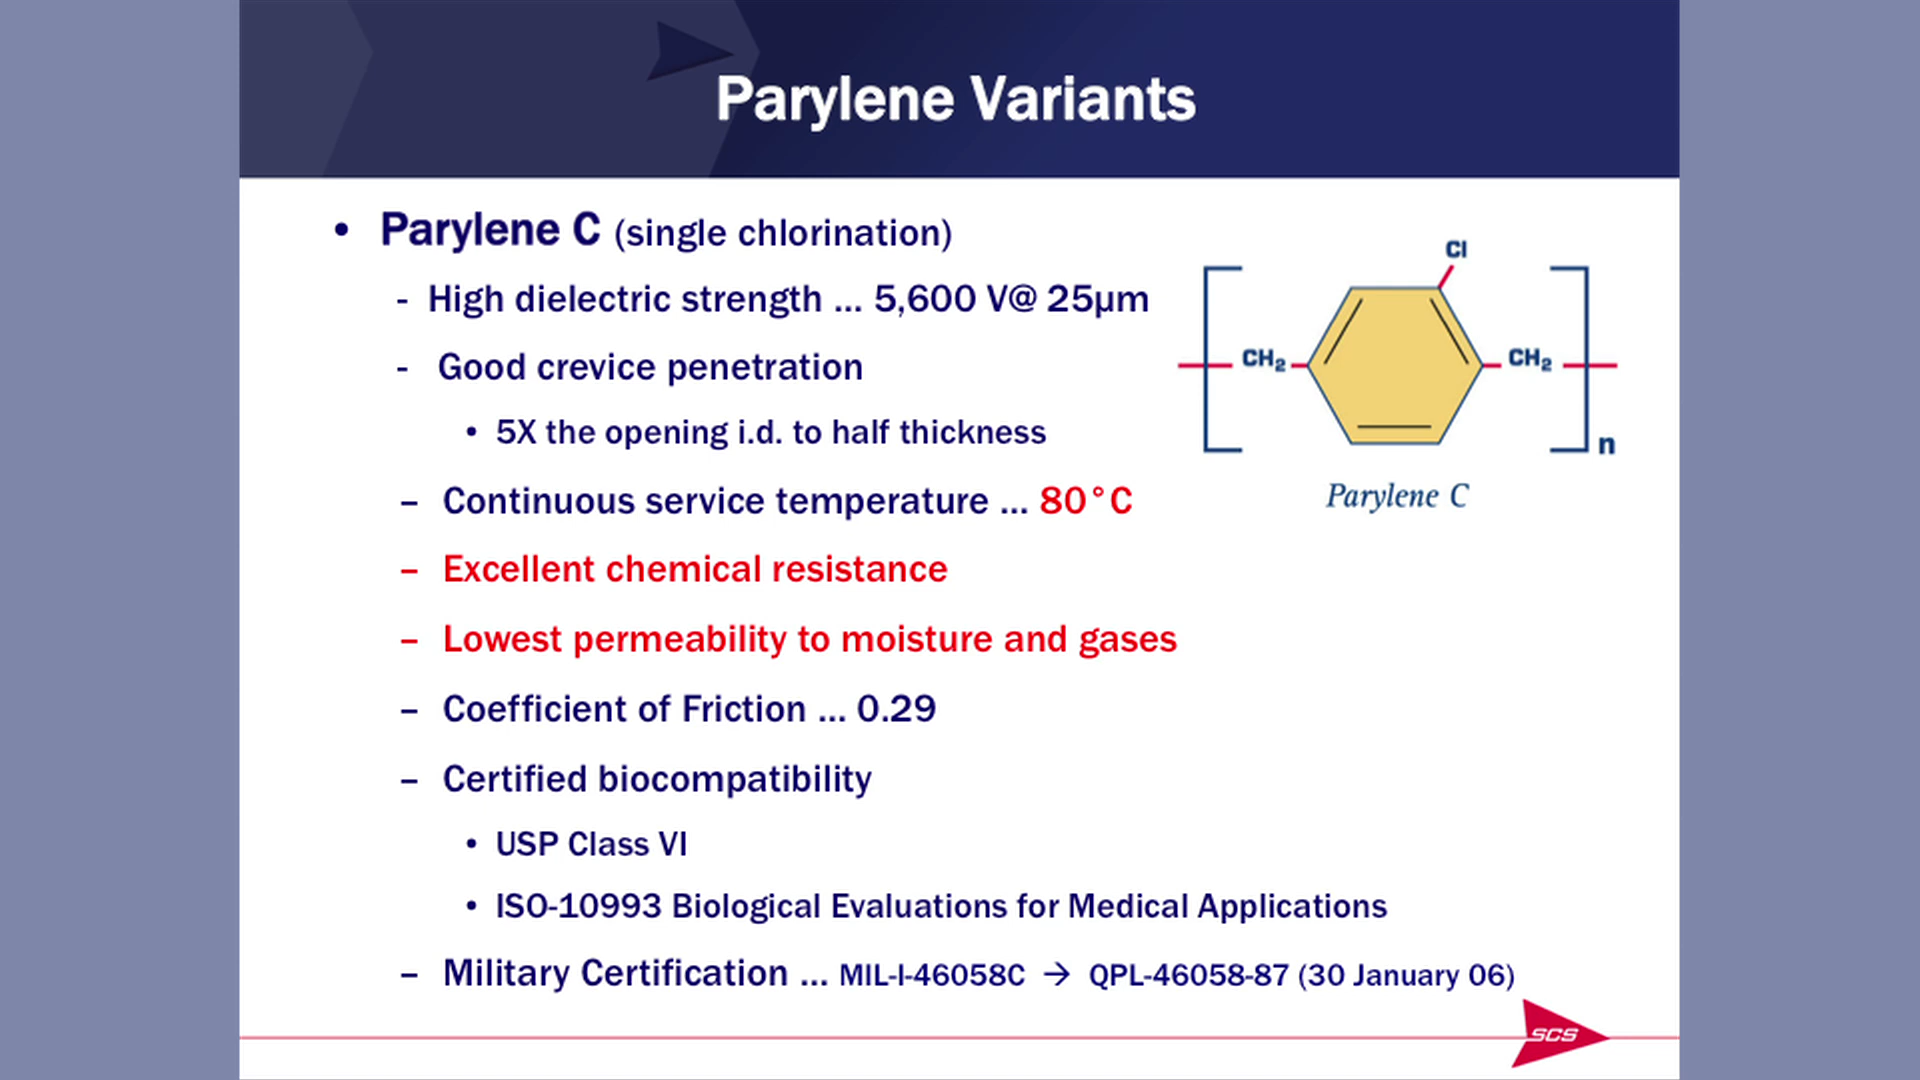 Parylene Variants
• Parylene C (single chlorination)
- High dielectric strength ... 5,600 V@ 25µm
- Good crevice penetration
• 5X the opening i.d. to half thickness
– Continuous service temperature ... 80°C
– Excellent chemical resistance
– Lowest permeability to moisture and gases
– Coefficient of Friction ... 0.29
– Certified biocompatibility
• USP Class VI
• ISO-10993 Biological Evaluations for Medical Applications
– Military Certification ... MIL-I-46058C → QPL-46058-87 (30 January 06)
Cl
CH₂ CH₂
n
Parylene C
SCS